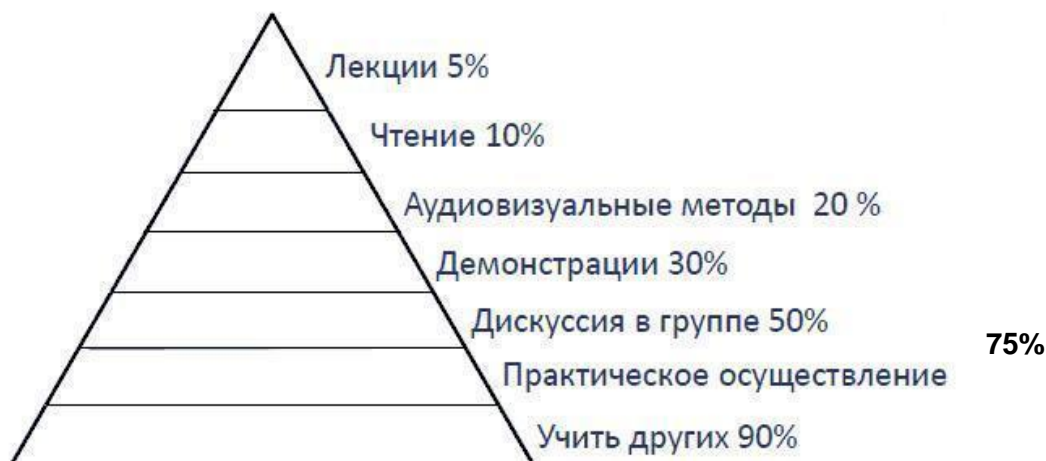 Лекции 5%
Чтение 10%
Аудиовизуальные методы 20 %
Демонстрации 30%
Дискуссия в группе 50%
75%
Практическое осуществление
Учить других 90%